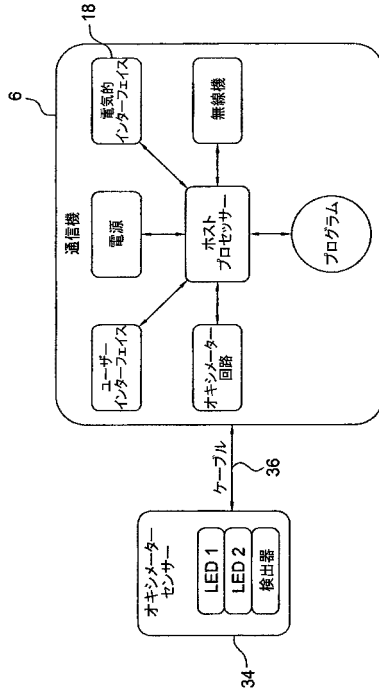 6
18
通信機
ユーザー
インターフェイス
電源
電気的
インターフェイス
ホスト
プロセッサー
オキシメーター
回路
プログラム
無線機
ケーブル
36
オキシメーター
センサー
LED 1
LED 2
検出器
34